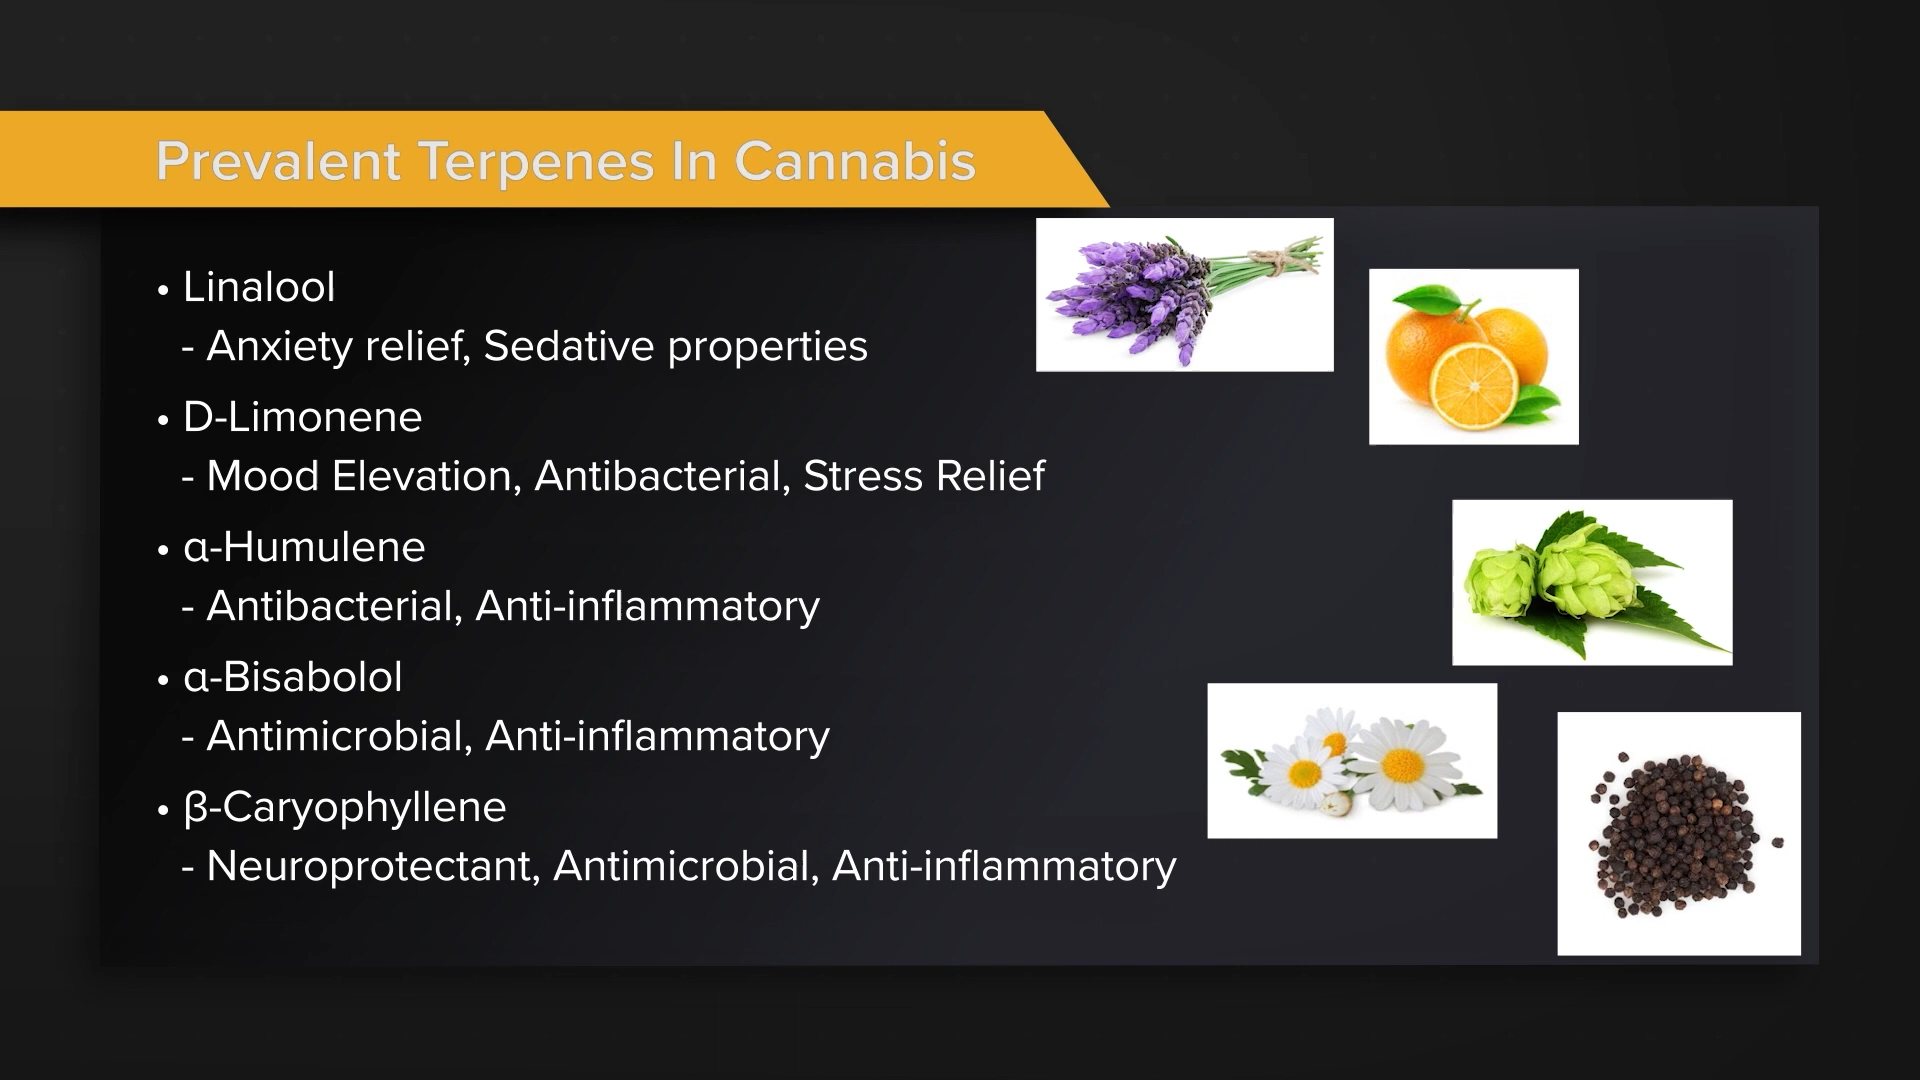 Prevalent Terpenes In Cannabis
• Linalool
- Anxiety relief, Sedative properties
• D-Limonene
- Mood Elevation, Antibacterial, Stress Relief
• α-Humulene
- Antibacterial, Anti-inflammatory
• α-Bisabolol
- Antimicrobial, Anti-inflammatory
• β-Caryophyllene
- Neuroprotectant, Antimicrobial, Anti-inflammatory